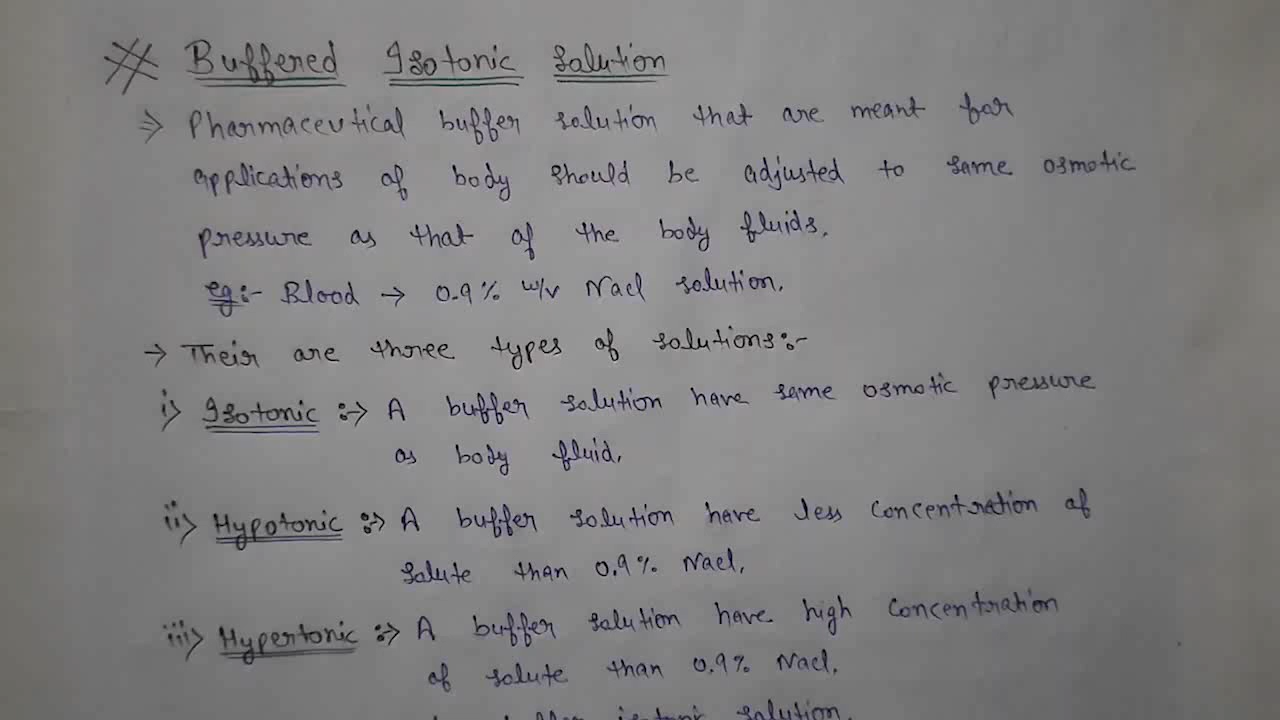 Buffered Isotonic Solution
⇒ Pharmaceutical buffer solution that are meant for
applications of body should be adjusted to same osmotic
pressure as that of the body fluids.
eg:- Blood → 0.9% w/v Nacl solution.
→ Their are three types of solutions:-
i) Isotonic :→ A buffer solution have same osmotic pressure
as body fluid.
ii) Hypotonic :→ A buffer solution have less concentration of
solute than 0.9% Nacl.
iii) Hypertonic :→ A buffer solution have high concentration
of solute than 0.9% Nacl.
solution.